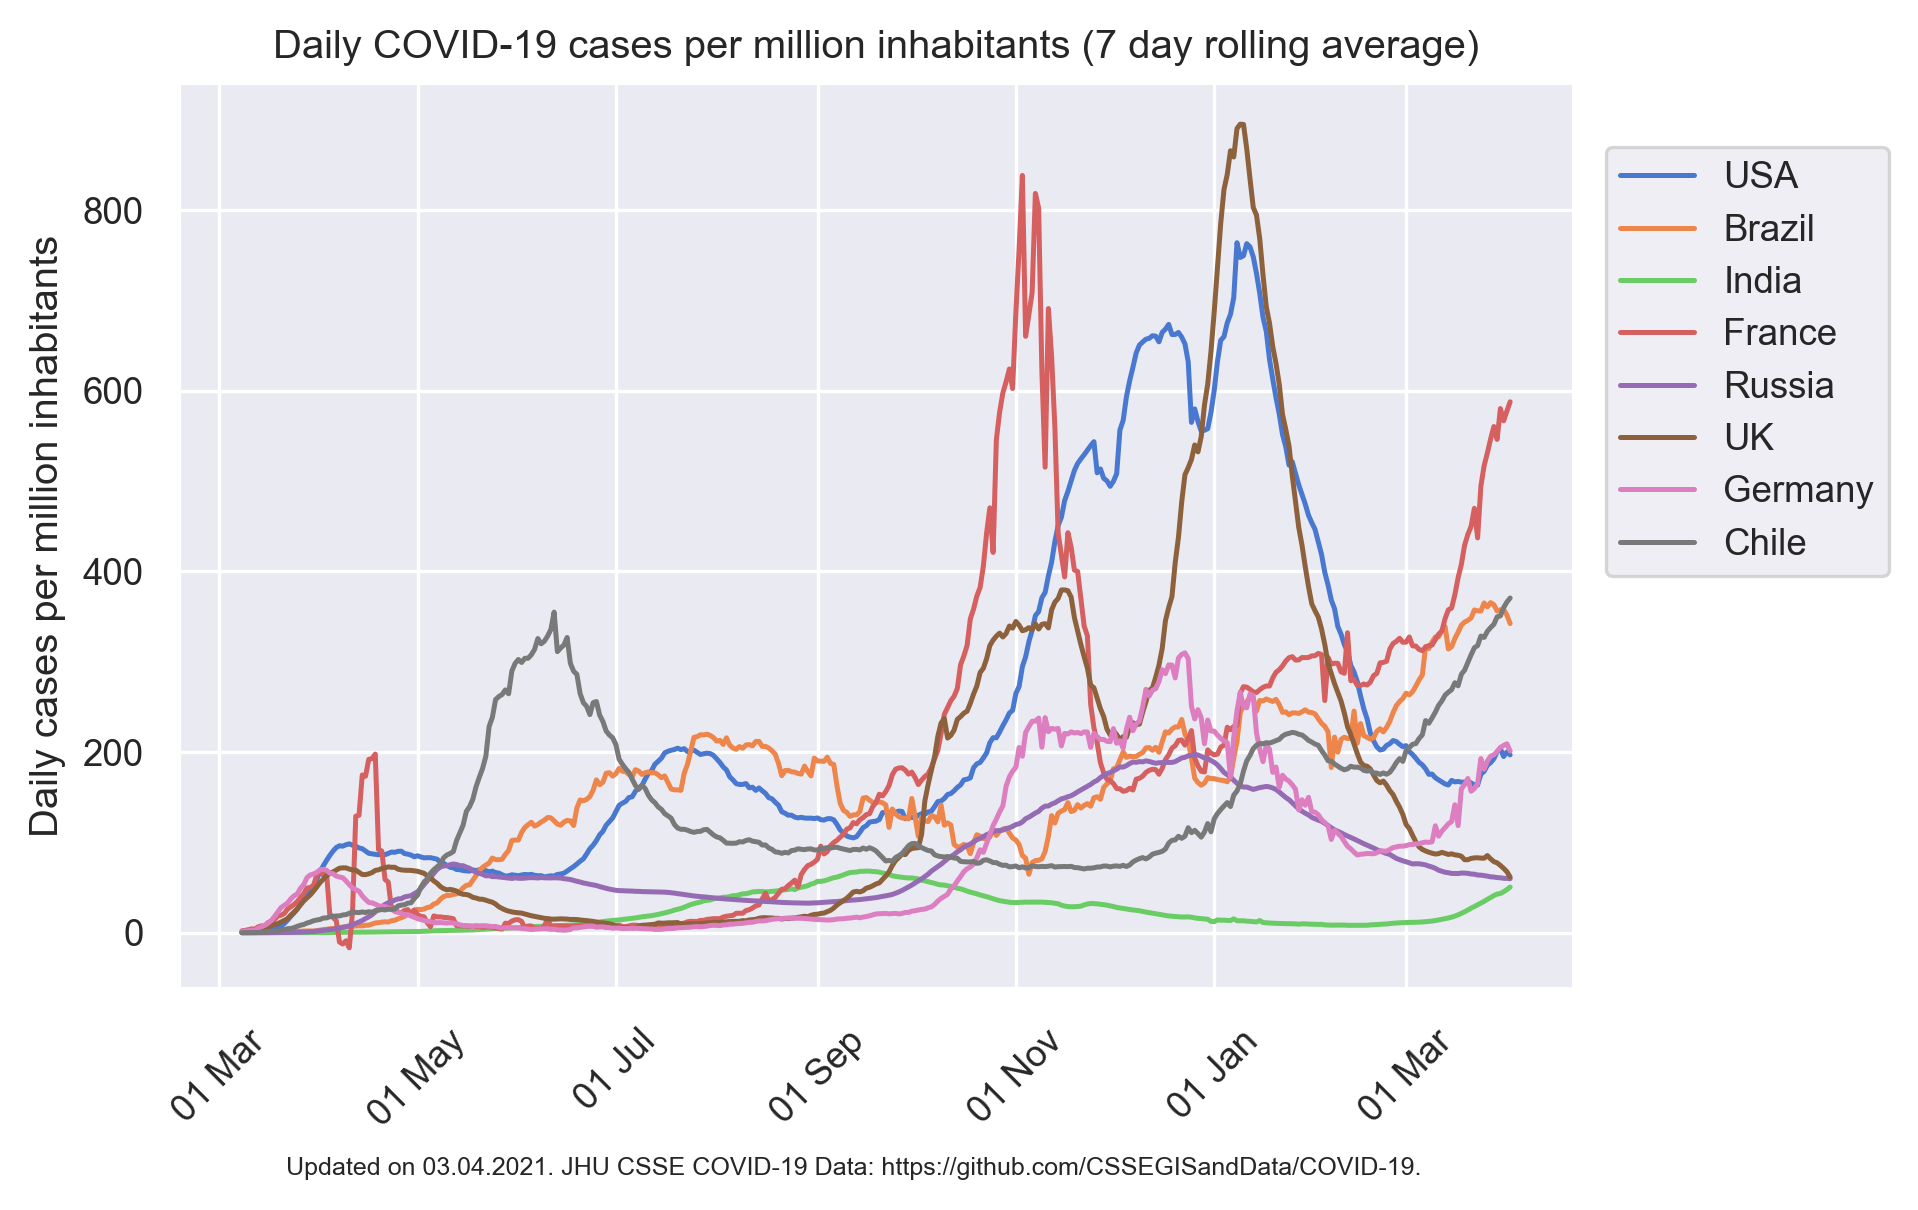 Daily COVID-19 cases per million inhabitants (7 day rolling average)
Daily cases per million inhabitants
800
600
400
200
0
01 Mar
01 May
01 Jul
01 Sep
01 Nov
01 Jan
01 Mar
USA
Brazil
India
France
Russia
UK
Germany
Chile
Updated on 03.04.2021. JHU CSSE COVID-19 Data: https://github.com/CSSEGISandData/COVID-19.